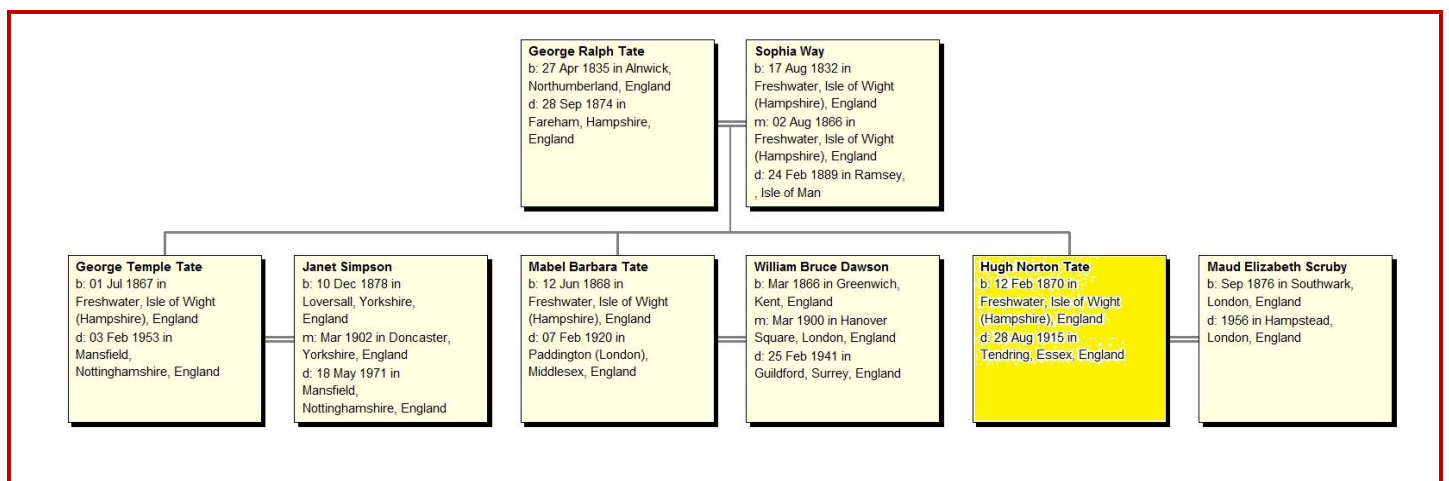 George Ralph Tate
b: 27 Apr 1835 in Alnwick,
Northumberland, England
d: 28 Sep 1874 in
Fareham, Hampshire,
England
Sophia Way
b: 17 Aug 1832 in
Freshwater, Isle of Wight
(Hampshire), England
m: 02 Aug 1866 in
Freshwater, Isle of Wight
(Hampshire), England
d: 24 Feb 1889 in Ramsey,
, Isle of Man
George Temple Tate
b: 01 Jul 1867 in
Freshwater, Isle of Wight
(Hampshire), England
d: 03 Feb 1953 in
Mansfield,
Nottinghamshire, England
Janet Simpson
b: 10 Dec 1878 in
Loversall, Yorkshire,
England
m: Mar 1902 in Doncaster,
Yorkshire, England
d: 18 May 1971 in
Mansfield,
Nottinghamshire, England
Mabel Barbara Tate
b: 12 Jun 1868 in
Freshwater, Isle of Wight
(Hampshire), England
d: 07 Feb 1920 in
Paddington (London),
Middlesex, England
William Bruce Dawson
b: Mar 1866 in Greenwich,
Kent, England
m: Mar 1900 in Hanover
Square, London, England
d: 25 Feb 1941 in
Guildford, Surrey, England
Hugh Norton Tate
b: 12 Feb 1870 in
Freshwater, Isle of Wight
(Hampshire), England
d: 28 Aug 1915 in
Tendring, Essex, England
Maud Elizabeth Scruby
b: Sep 1876 in Southwark,
London, England
d: 1956 in Hampstead,
London, England